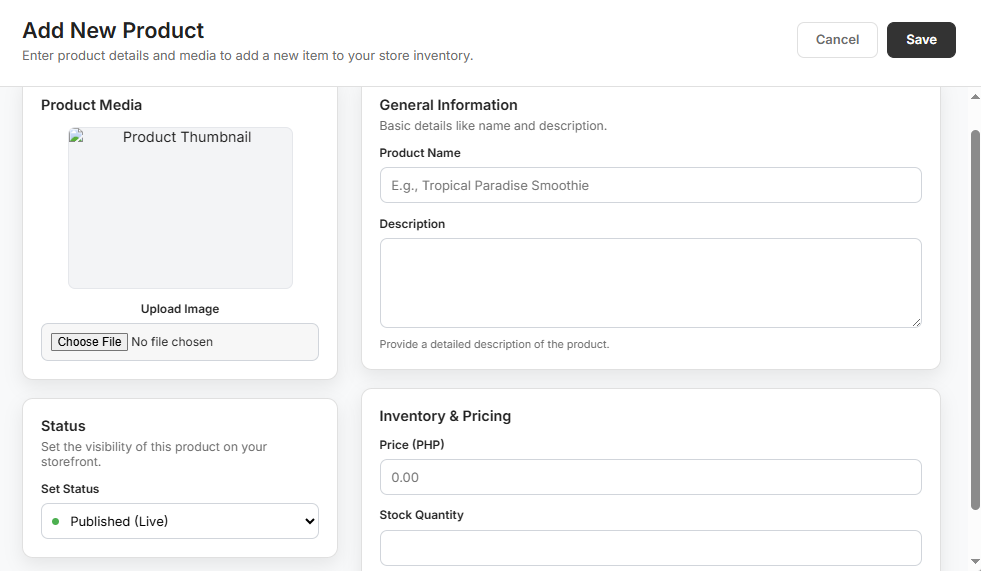 Add New Product
Enter product details and media to add a new item to your store inventory.
Cancel
Save
Product Media
Product Thumbnail
Upload Image
Choose File No file chosen
Status
Set the visibility of this product on your
storefront.
Set Status
Published (Live)
General Information
Basic details like name and description.
Product Name
E.g., Tropical Paradise Smoothie
Description
Provide a detailed description of the product.
Inventory & Pricing
Price (PHP)
0.00
Stock Quantity